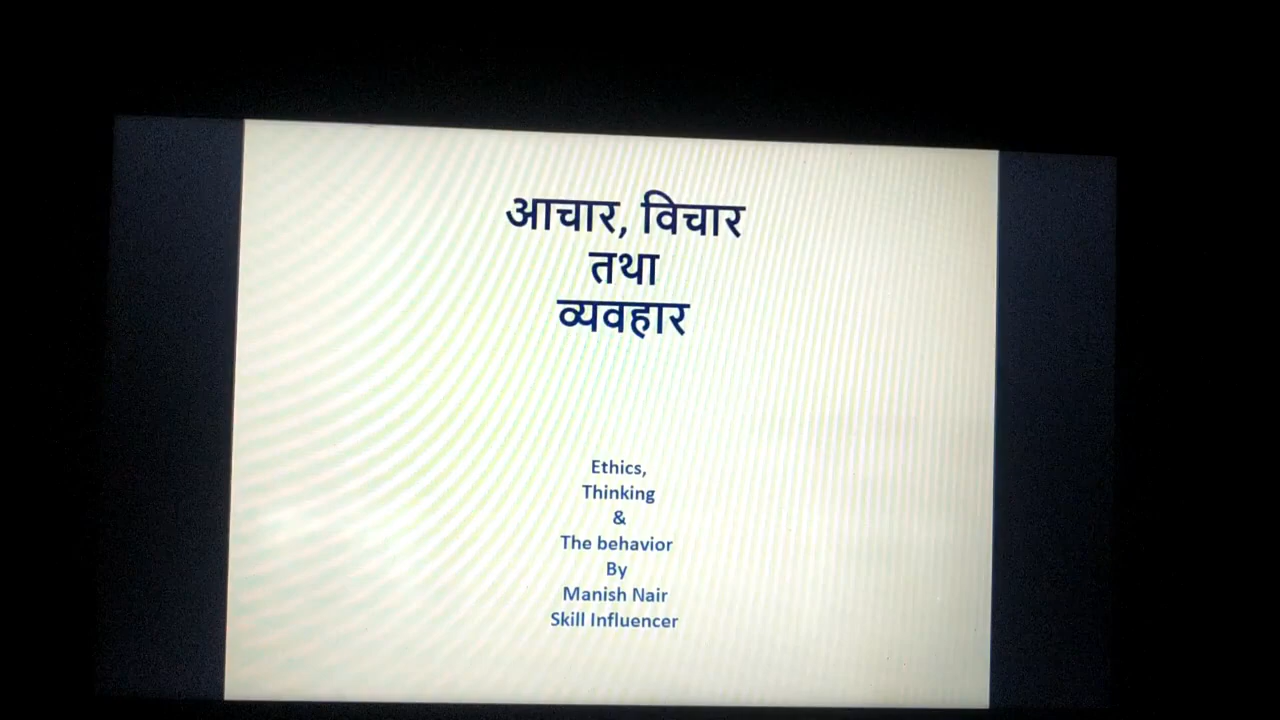 आचार, विचार
तथा
व्यवहार
Ethics,
Thinking
&
The behavior
By
Manish Nair
Skill Influencer